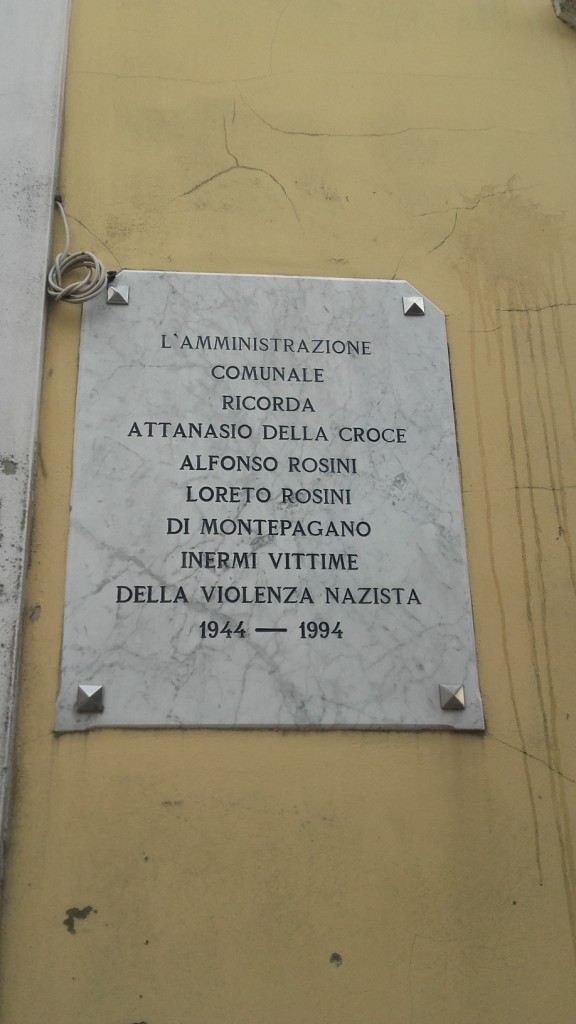 L`AMMINISTRAZIONE
COMUNALE
RICORDA
ATTANASIO DELLA CROCE
ALFONSO ROSINI
LORETO ROSINI
DI MONTEPAGANO
INERMI VITTIME
DELLA VIOLENZA NAZISTA
1944 — 1994